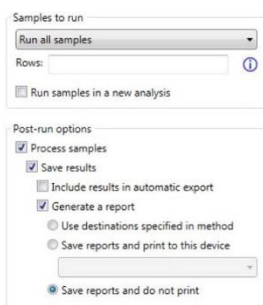 Samples to run
Run all samples
Rows:
Run samples in a new analysis
Post-run options
Process samples
Save results
Include results in automatic export
Generate a report
Use destinations specified in method
Save reports and print to this device
Save reports and do not print